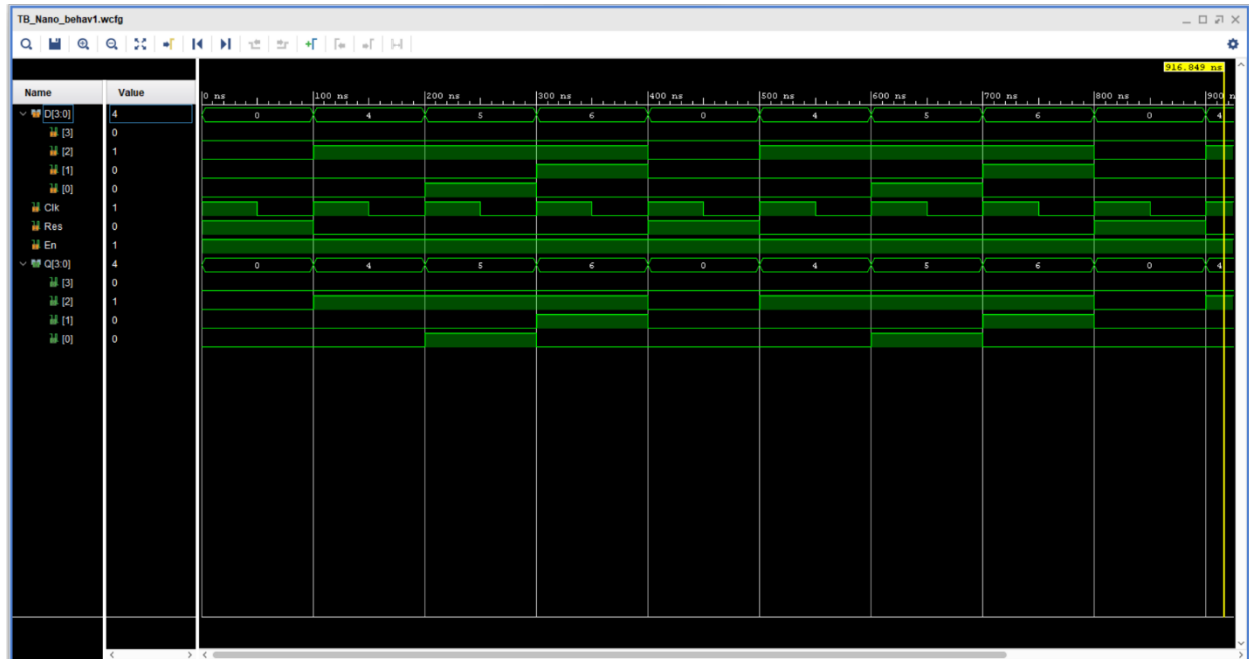 TB_Nano_behav1.wcfg
916.849 ns
Name Value
0 ns 100 ns 200 ns 300 ns 400 ns 500 ns 600 ns 700 ns 800 ns 900 n
D[3:0] 4 0 4 5 6 0 4 5 6 0 4
[3] 0
[2] 1
[1] 0
[0] 0
Clk 1
Res 0
En 1
Q[3:0] 4 0 4 5 6 0 4 5 6 0 4
[3] 0
[2] 1
[1] 0
[0] 0